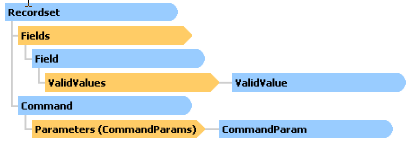 Recordset
Fields
Field
ValidValues
ValidValue
Command
Parameters (CommandParams)
CommandParam